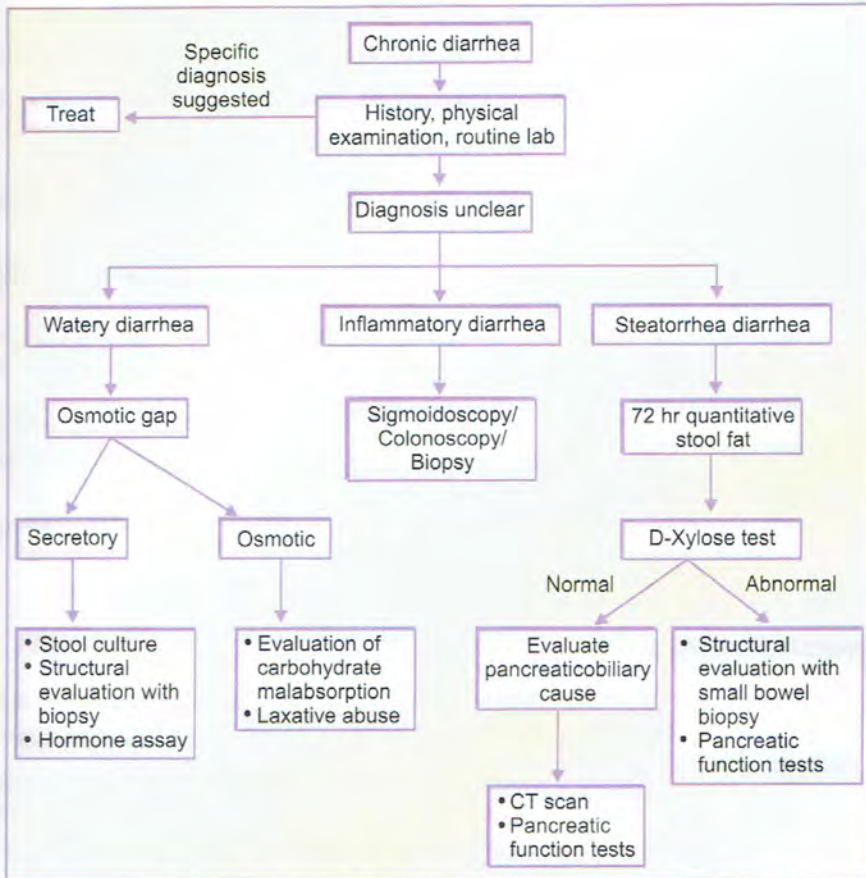 Chronic diarrhea
Specific
diagnosis
suggested
Treat
History, physical
examination, routine lab
Diagnosis unclear
Watery diarrhea
Inflammatory diarrhea
Steatorrhea diarrhea
Osmotic gap
Sigmoidoscopy/
Colonoscopy/
Biopsy
72 hr quantitative
stool fat
Secretory
Osmotic
D-Xylose test
Normal
Abnormal
• Stool culture
• Structural
evaluation with
biopsy
• Hormone assay
• Evaluation of
carbohydrate
malabsorption
• Laxative abuse
Evaluate
pancreaticobiliary
cause
• Structural
evaluation with
small bowel
biopsy
• Pancreatic
function tests
• CT scan
• Pancreatic
function tests